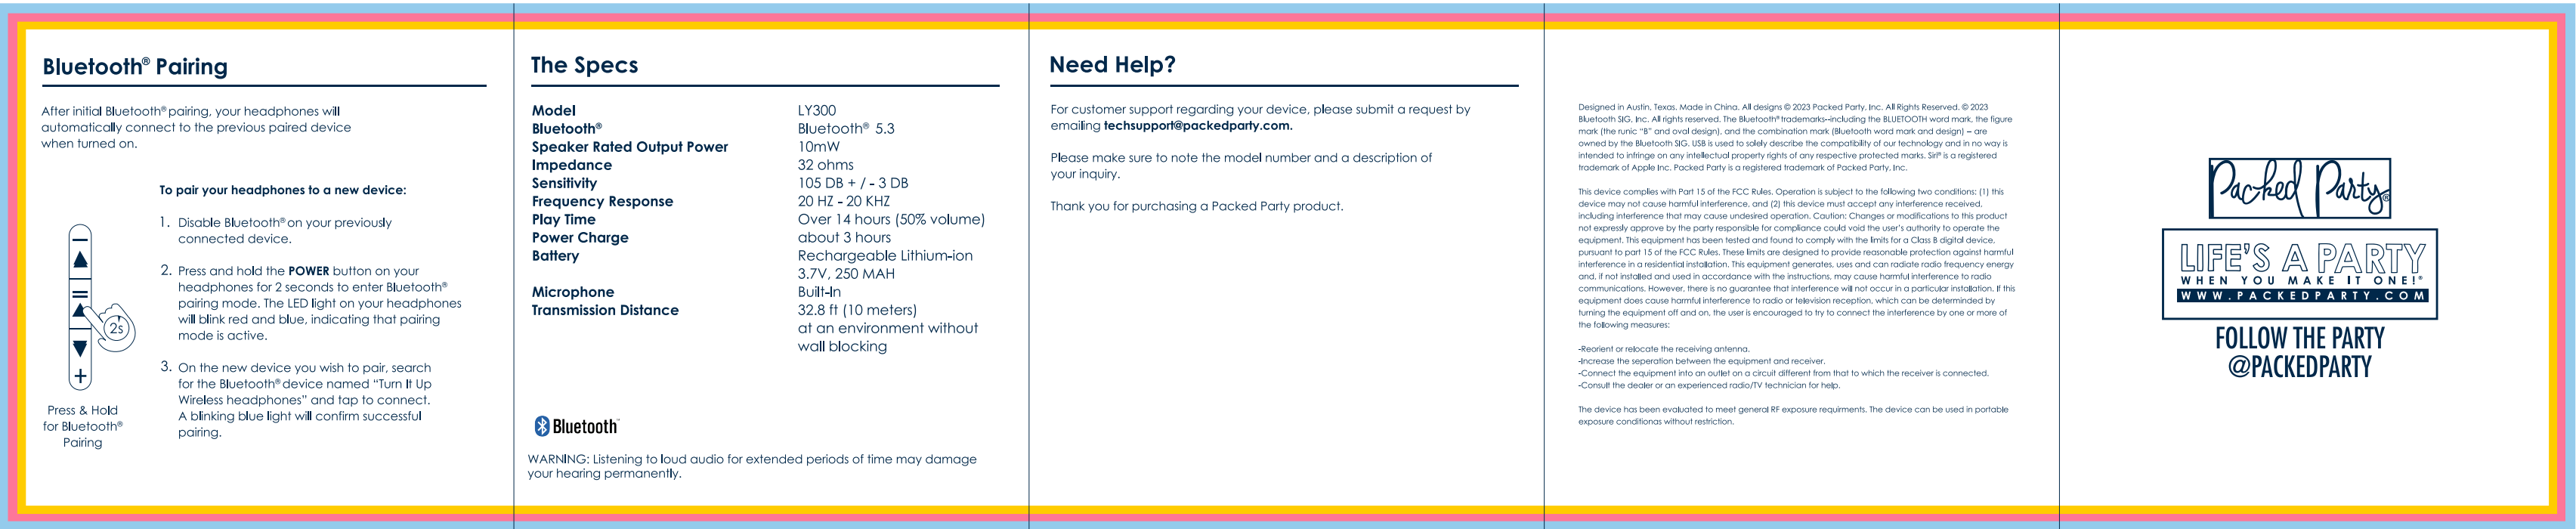 Bluetooth® Pairing
After initial Bluetooth® pairing, your headphones will
automatically connect to the previous paired device
when turned on.
To pair your headphones to a new device:
1. Disable Bluetooth® on your previously
connected device.
2. Press and hold the POWER button on your
headphones for 2 seconds to enter Bluetooth®
pairing mode. The LED light on your headphones
will blink red and blue, indicating that pairing
mode is active.
3. On the new device you wish to pair, search
for the Bluetooth® device named “Turn It Up
Wireless headphones” and tap to connect.
A blinking blue light will confirm successful
pairing.
2s
Press & Hold
for Bluetooth®
Pairing
The Specs
Model LY300
Bluetooth® Bluetooth® 5.3
Speaker Rated Output Power 10mW
Impedance 32 ohms
Sensitivity 105 DB + / - 3 DB
Frequency Response 20 HZ - 20 KHZ
Play Time Over 14 hours (50% volume)
Power Charge about 3 hours
Battery Rechargeable Lithium-ion
3.7V, 250 MAH
Microphone Built-In
Transmission Distance 32.8 ft (10 meters)
at an environment without
wall blocking
Bluetooth™
WARNING: Listening to loud audio for extended periods of time may damage
your hearing permanently.
Need Help?
For customer support regarding your device, please submit a request by
emailing techsupport@packedparty.com.
Please make sure to note the model number and a description of
your inquiry.
Thank you for purchasing a Packed Party product.
Designed in Austin, Texas. Made in China. All designs © 2023 Packed Party, Inc. All Rights Reserved. © 2023
Bluetooth SIG, Inc. All rights reserved. The Bluetooth® trademarks--including the BLUETOOTH word mark, the figure
mark (the runic “B” and oval design), and the combination mark (Bluetooth word mark and design) – are
owned by the Bluetooth SIG. USB is used to solely describe the compatibility of our technology and in no way is
intended to infringe on any intellectual property rights of any respective protected marks. Siri® is a registered
trademark of Apple Inc. Packed Party is a registered trademark of Packed Party, Inc.
This device complies with Part 15 of the FCC Rules. Operation is subject to the following two conditions: (1) this
device may not cause harmful interference, and (2) this device must accept any interference received,
including interference that may cause undesired operation. Caution: Changes or modifications to this product
not expressly approve by the party responsible for compliance could void the user’s authority to operate the
equipment. This equipment has been tested and found to comply with the limits for a Class B digital device,
pursuant to part 15 of the FCC Rules. These limits are designed to provide reasonable protection against harmful
interference in a residential installation. This equipment generates, uses and can radiate radio frequency energy
and, if not installed and used in accordance with the instructions, may cause harmful interference to radio
communications. However, there is no guarantee that interference will not occur in a particular installation. If this
equipment does cause harmful interference to radio or television reception, which can be determinded by
turning the equipment off and on, the user is encouraged to try to connect the interference by one or more of
the following measures:
-Reorient or relocate the receiving antenna.
-Increase the seperation between the equipment and receiver.
-Connect the equipment into an outlet on a circuit different from that to which the receiver is connected.
-Consult the dealer or an experienced radio/TV technician for help.
The device has been evaluated to meet general RF exposure requirments. The device can be used in portable
exposure conditionas without restriction.
Packed Party®
LIFE'S A PARTY
WHEN YOU MAKE IT ONE!®
WWW.PACKEDPARTY.COM
FOLLOW THE PARTY
@PACKEDPARTY